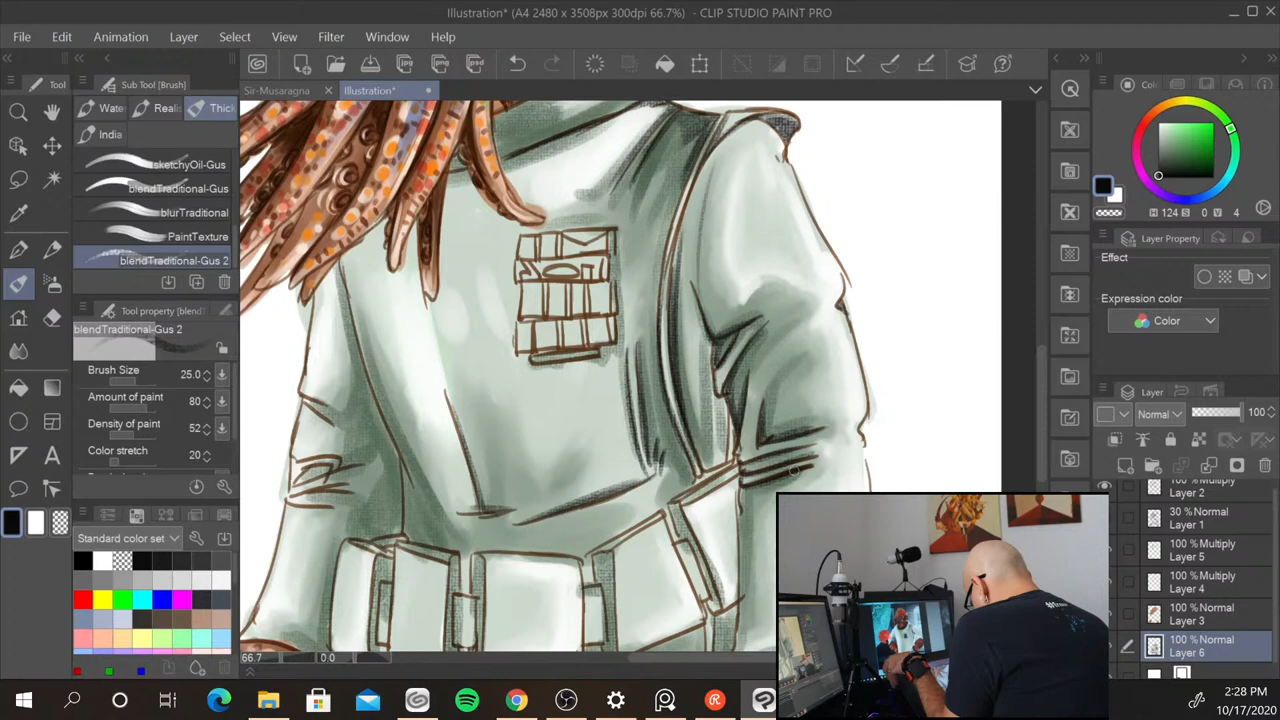 Illustration* (A4 2480 x 3508px 300dpi 66.7%) - CLIP STUDIO PAINT PRO
File Edit Animation Layer Select View Filter Window Help
Tool
Sub Tool [Brush]
Sir-Musaragna
Illustration*
Wate
Reali
Thick
India
sketchyOil-Gus
blendTraditional-Gus
blurTraditional
PaintTexture
blendTraditional-Gus 2
Tool property [blend
blendTraditional-Gus 2
Brush Size 25.0
Amount of paint 80
Density of paint 52
Color stretch 20
Standard color set
66.7 0.0
jpg
png
psd
Col
H 124 S 0 V 4
Layer Property
Effect
Expression color
Color
Layer
Normal 100
100 % Multiply
Layer 2
30 % Normal
Layer 1
100 % Multiply
Layer 5
100 % Multiply
Layer 4
100 % Normal
Layer 3
100 % Normal
Layer 6
2:28 PM
10/17/2020